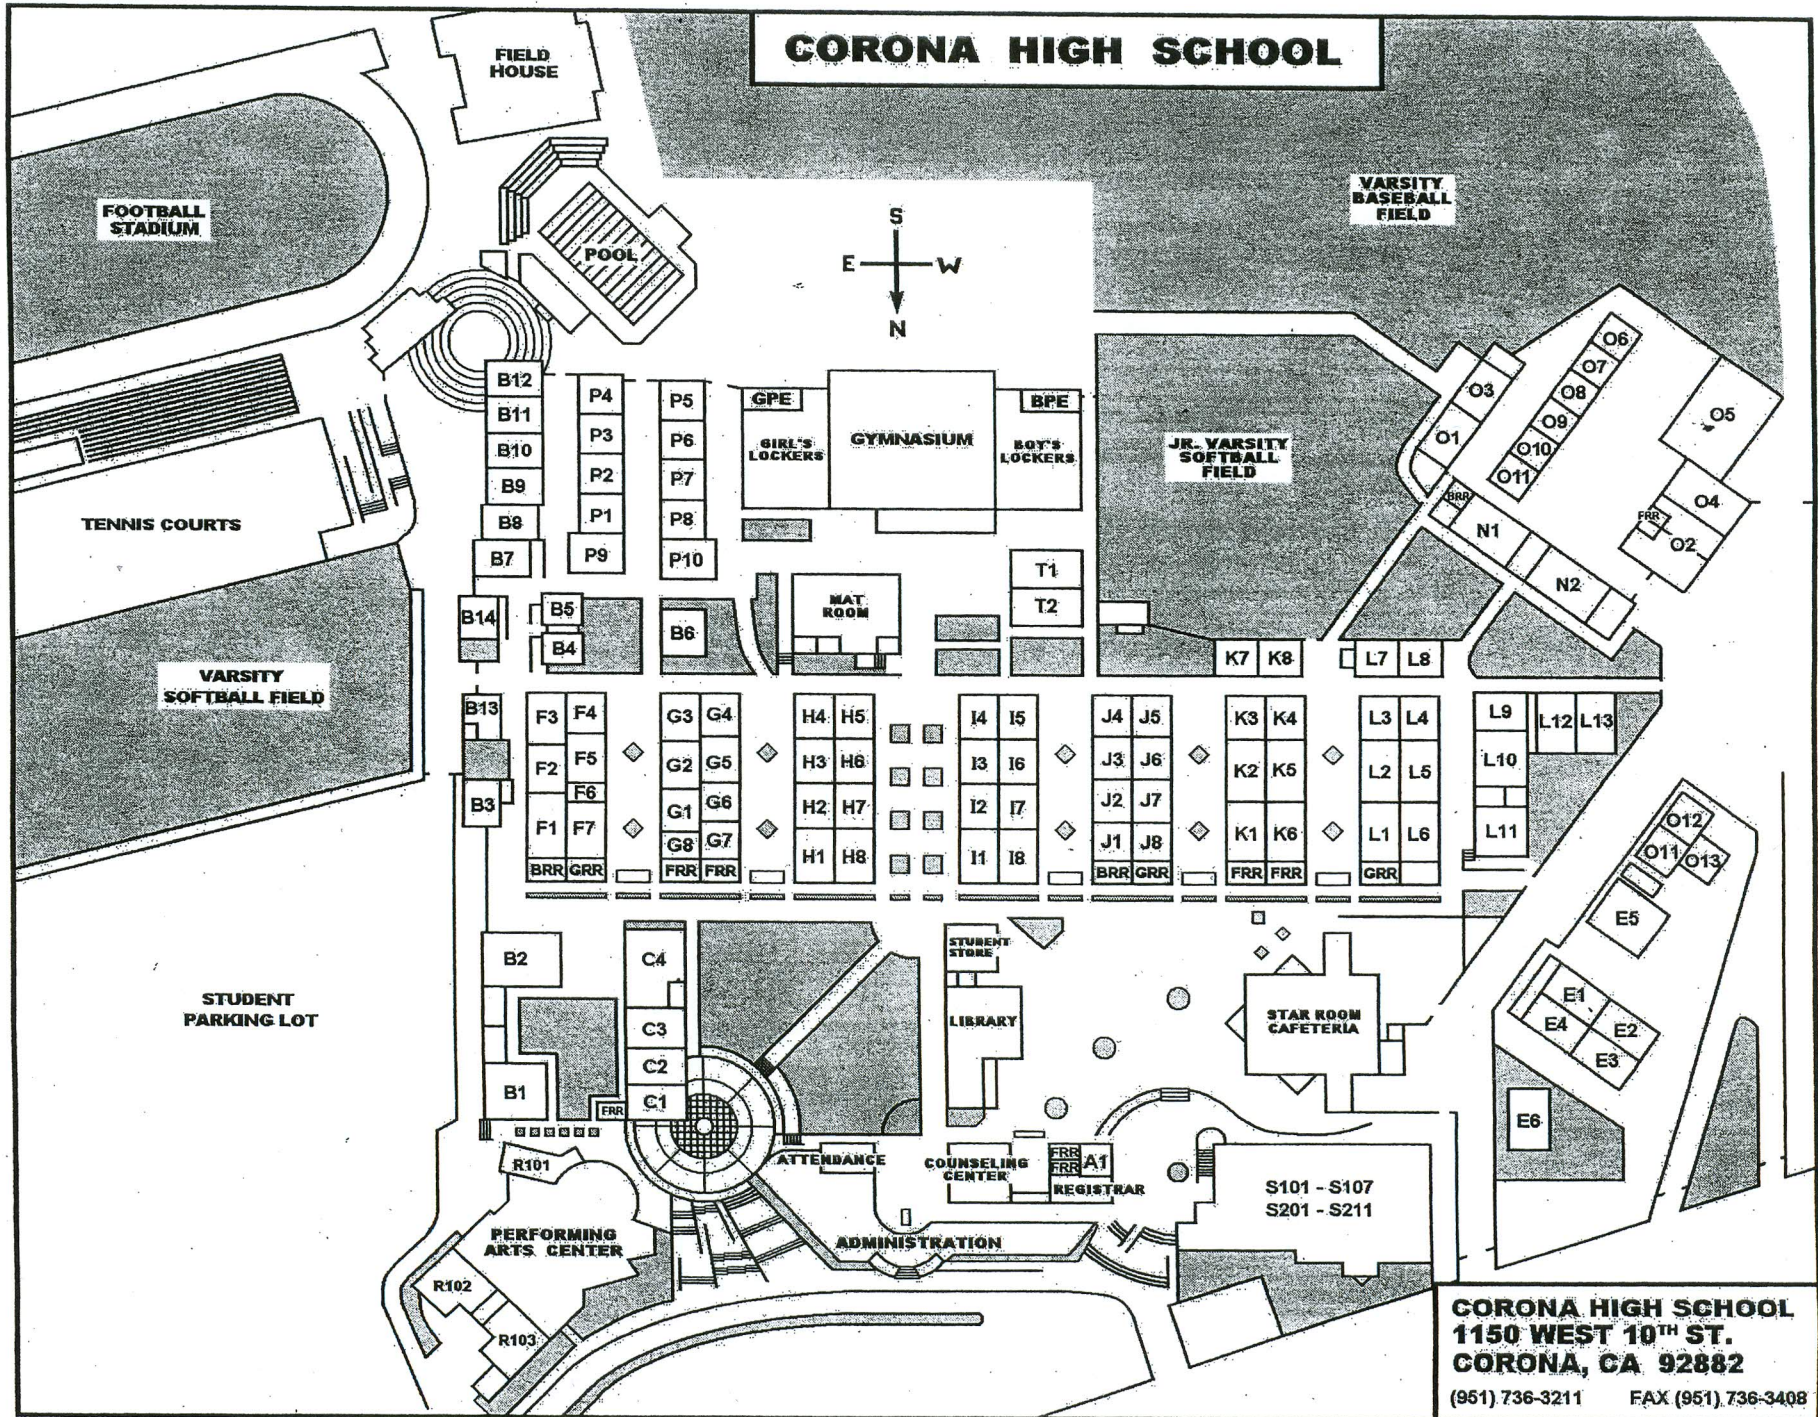 CORONA HIGH SCHOOL
FIELD
HOUSE
FOOTBALL
STADIUM
POOL
S
E W
N
VARSITY
BASEBALL
FIELD
TENNIS COURTS
VARSITY
SOFTBALL FIELD
STUDENT
PARKING LOT
B12
B11
B10
B9
B8
B7
B14
B5
B4
B13
B3
P4
P3
P2
P1
P9
P5
P6
P7
P8
P10
B6
GPE
GIRL'S
LOCKERS
GYMNASIUM
BPE
BOY'S
LOCKERS
MAT
ROOM
T1
T2
JR. VARSITY
SOFTBALL
FIELD
O6
O7
O8
O9
O10
O11
O3
O1
O5
O4
FRR
O2
BRR
N1
N2
K7 K8
L7 L8
F3 F4
F2 F5
F6
F1 F7
BRR GRR
G3 G4
G2 G5
G1 G6
G8 G7
FRR FRR
H4 H5
H3 H6
H2 H7
H1 H8
I4 I5
I3 I6
I2 I7
I1 I8
J4 J5
J3 J6
J2 J7
J1 J8
BRR GRR
K3 K4
K2 K5
K1 K6
FRR FRR
L3 L4
L2 L5
L1 L6
GRR
L9
L10
L11
L12 L13
O12
O11 O13
E5
E1
E4 E2
E3
E6
B2
B1
C4
C3
C2
C1
FRR
STUDENT
STORE
LIBRARY
STAR ROOM
CAFETERIA
R101
PERFORMING
ARTS CENTER
R102
R103
ATTENDANCE
COUNSELING
CENTER
FRR
FRR
A1
REGISTRAR
ADMINISTRATION
S101 - S107
S201 - S211
CORONA HIGH SCHOOL
1150 WEST 10TH ST.
CORONA, CA 92882
(951) 736-3211 FAX (951) 736-3408